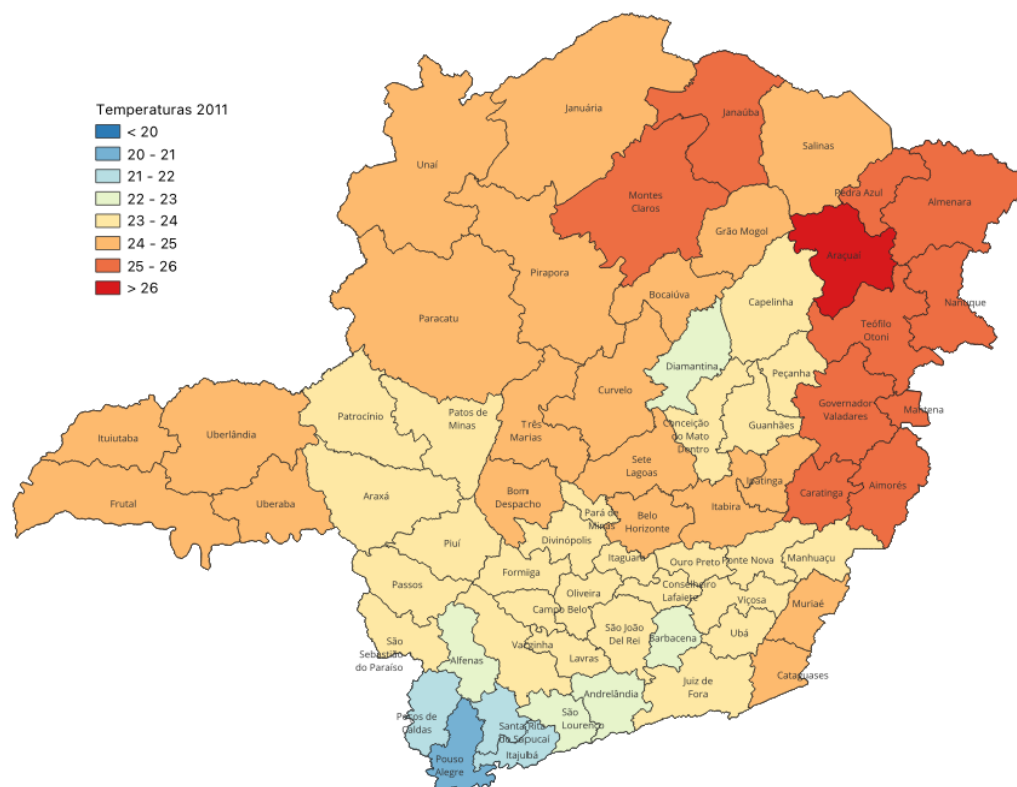 Temperaturas 2011
< 20
20 - 21
21 - 22
22 - 23
23 - 24
24 - 25
25 - 26
> 26
Januária
Janaúba
Salinas
Unaí
Pedra Azul
Almenara
Montes
Claros
Grão Mogol
Araçuaí
Pirapora
Bocaiúva
Capelinha
Nanuque
Paracatu
Teófilo
Otoni
Diamantina
Peçanha
Curvelo
Patrocínio
Patos de
Minas
Governador
Valadares
Mantena
Três
Marias
Conceição
do Mato
Dentro
Guanhães
Ituiutaba
Uberlândia
Sete
Lagoas
Ipatinga
Caratinga
Aimorés
Araxá
Bom
Despacho
Frutal
Uberaba
Itabira
Pará de
Minas
Belo
Horizonte
Divinópolis
Piuí
Itaguara
Ouro Preto
Ponte Nova
Manhuaçu
Formiga
Passos
Oliveira
Conselheiro
Lafaiete
Viçosa
Muriaé
Campo Belo
São João
Del Rei
Barbacena
Ubá
São
Sebastião
do Paraíso
Varginha
Alfenas
Lavras
Cataguases
Juiz de
Fora
Andrelândia
Poços de
Caldas
São
Lourenço
Santa Rita
do Sapucaí
Itajubá
Pouso
Alegre